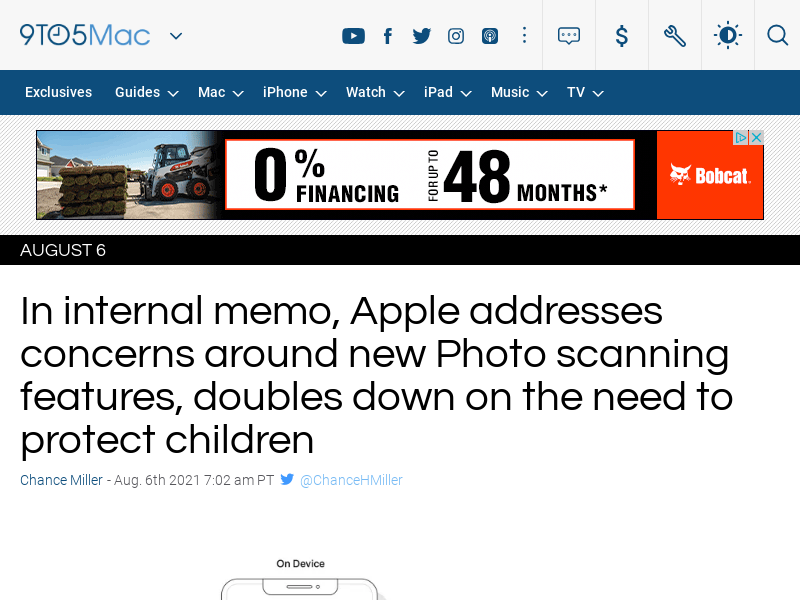 9TO5Mac
Exclusives Guides Mac iPhone Watch iPad Music TV
0% FINANCING FOR UP TO 48 MONTHS*
Bobcat.
AUGUST 6
In internal memo, Apple addresses
concerns around new Photo scanning
features, doubles down on the need to
protect children
Chance Miller - Aug. 6th 2021 7:02 am PT @ChanceHMiller
On Device